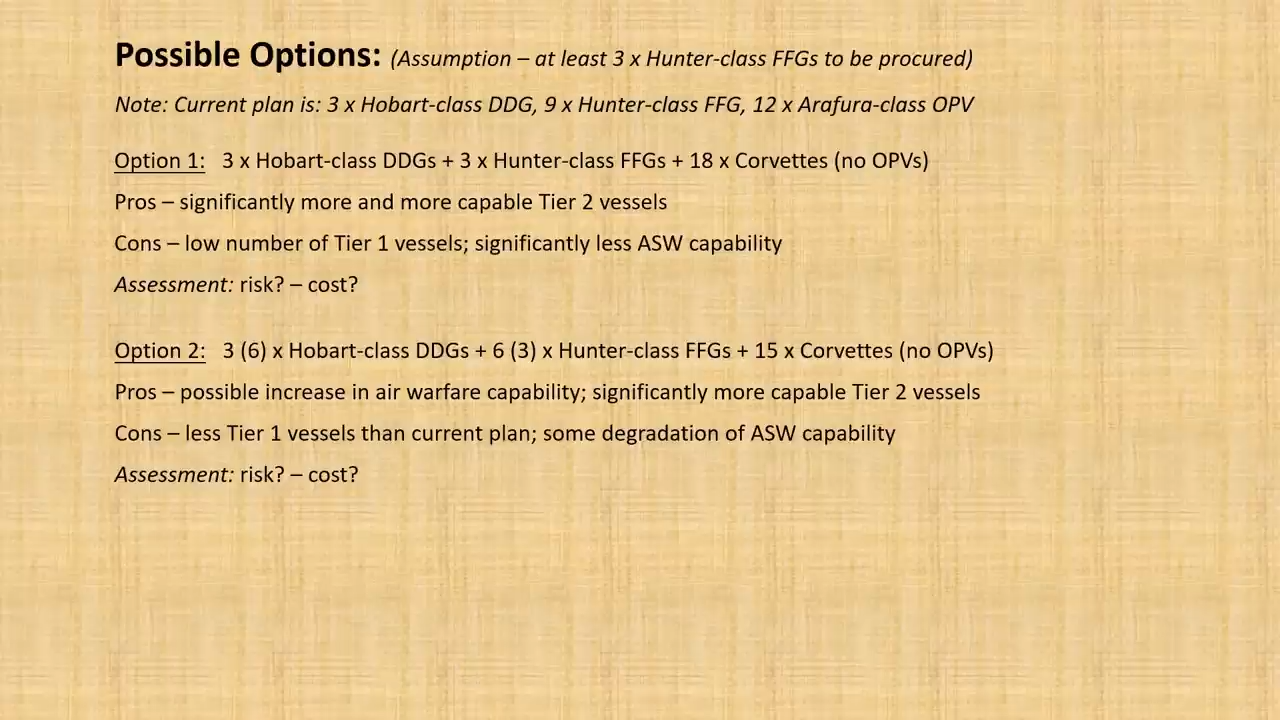 Possible Options: (Assumption – at least 3 x Hunter-class FFGs to be procured)
Note: Current plan is: 3 x Hobart-class DDG, 9 x Hunter-class FFG, 12 x Arafura-class OPV
Option 1: 3 x Hobart-class DDGs + 3 x Hunter-class FFGs + 18 x Corvettes (no OPVs)
Pros – significantly more and more capable Tier 2 vessels
Cons – low number of Tier 1 vessels; significantly less ASW capability
Assessment: risk? – cost?
Option 2: 3 (6) x Hobart-class DDGs + 6 (3) x Hunter-class FFGs + 15 x Corvettes (no OPVs)
Pros – possible increase in air warfare capability; significantly more capable Tier 2 vessels
Cons – less Tier 1 vessels than current plan; some degradation of ASW capability
Assessment: risk? – cost?